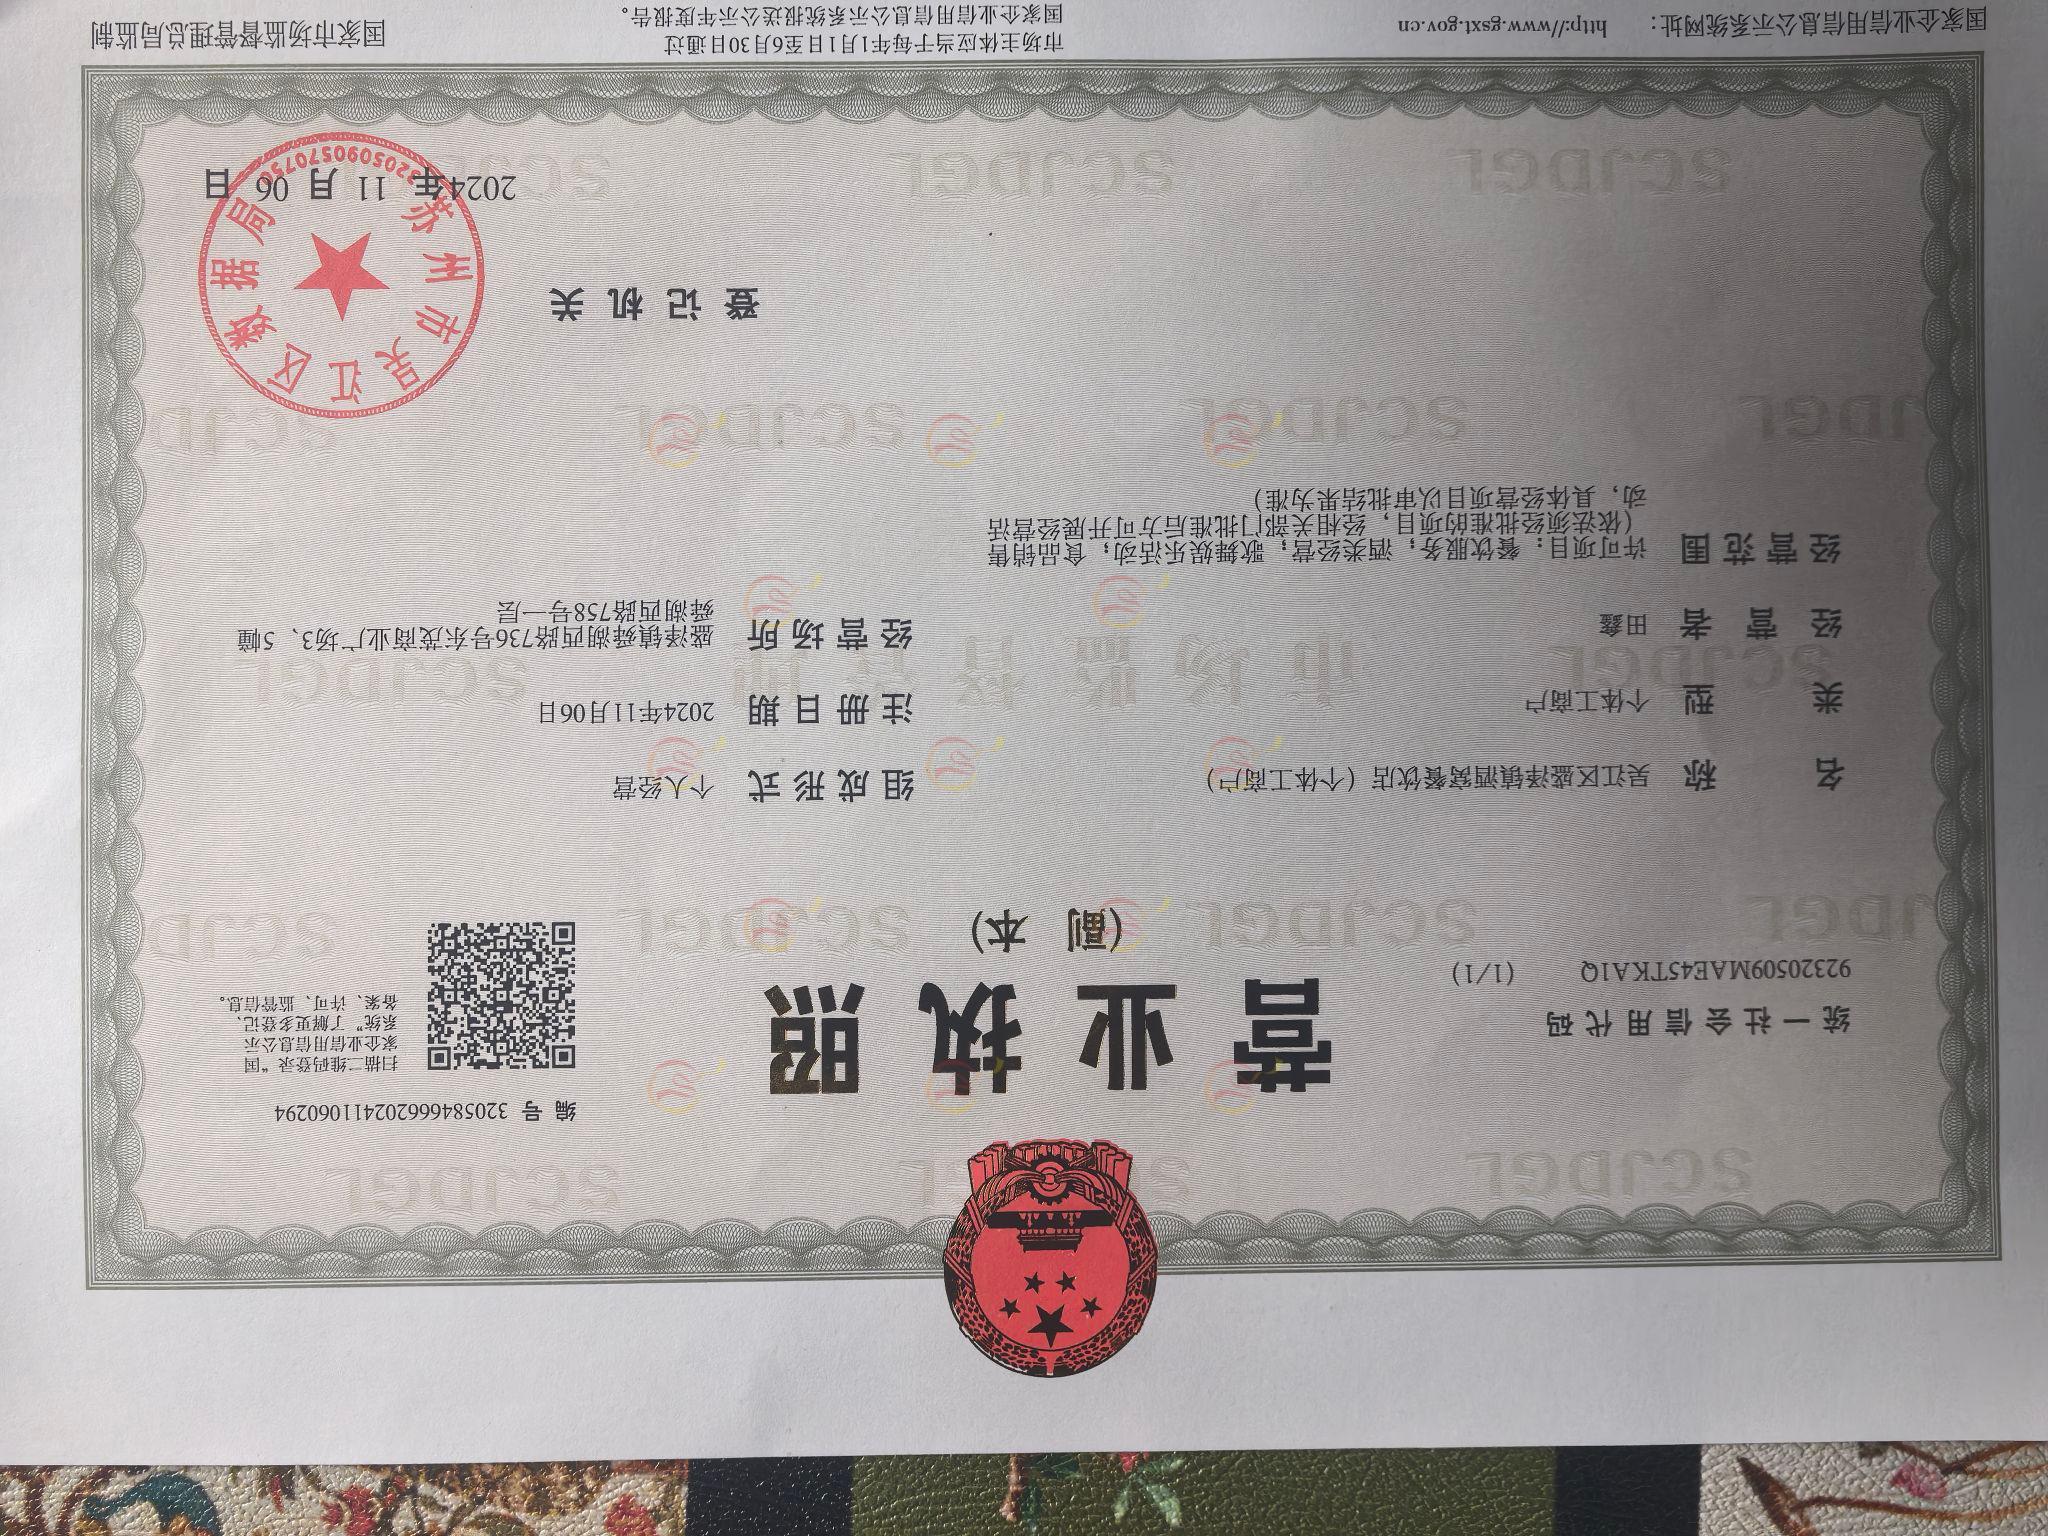 编 号 320584666202411060294
统一社会信用代码
92320509MAE45TKA1Q (1/1)
营业执照
(副 本)
扫描二维码登录“国
家企业信用信息公示
系统”了解更多登记、
备案、许可、监管信息。
名 称 吴江区盛泽镇酒窝餐饮店（个体工商户）
类 型 个体工商户
经 营 者 田鑫
经 营 范 围 许可项目：餐饮服务；酒类经营；歌舞娱乐活动；食品销售
（依法须经批准的项目，经相关部门批准后方可开展经营活
动，具体经营项目以审批结果为准）
组 成 形 式 个人经营
注 册 日 期 2024年11月06日
经 营 场 所 盛泽镇舜湖西路736号东茂商业广场3、5幢
舜湖西路758号一层
登 记 机 关
苏州市吴江区数据局
2024年 11 月 06 日
SCJDGL
市场监督管理
国家企业信用信息公示系统网址： http://www.gsxt.gov.cn
市场主体应当于每年1月1日至6月30日通过
国家企业信用信息公示系统报送公示年度报告。
国家市场监督管理总局监制